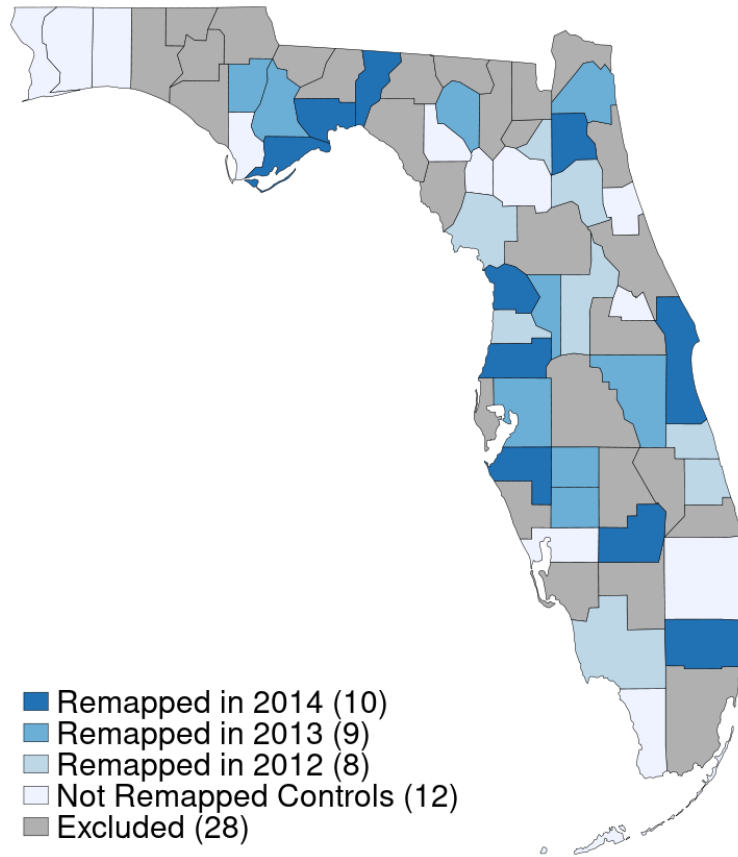 Remapped in 2014 (10)
Remapped in 2013 (9)
Remapped in 2012 (8)
Not Remapped Controls (12)
Excluded (28)